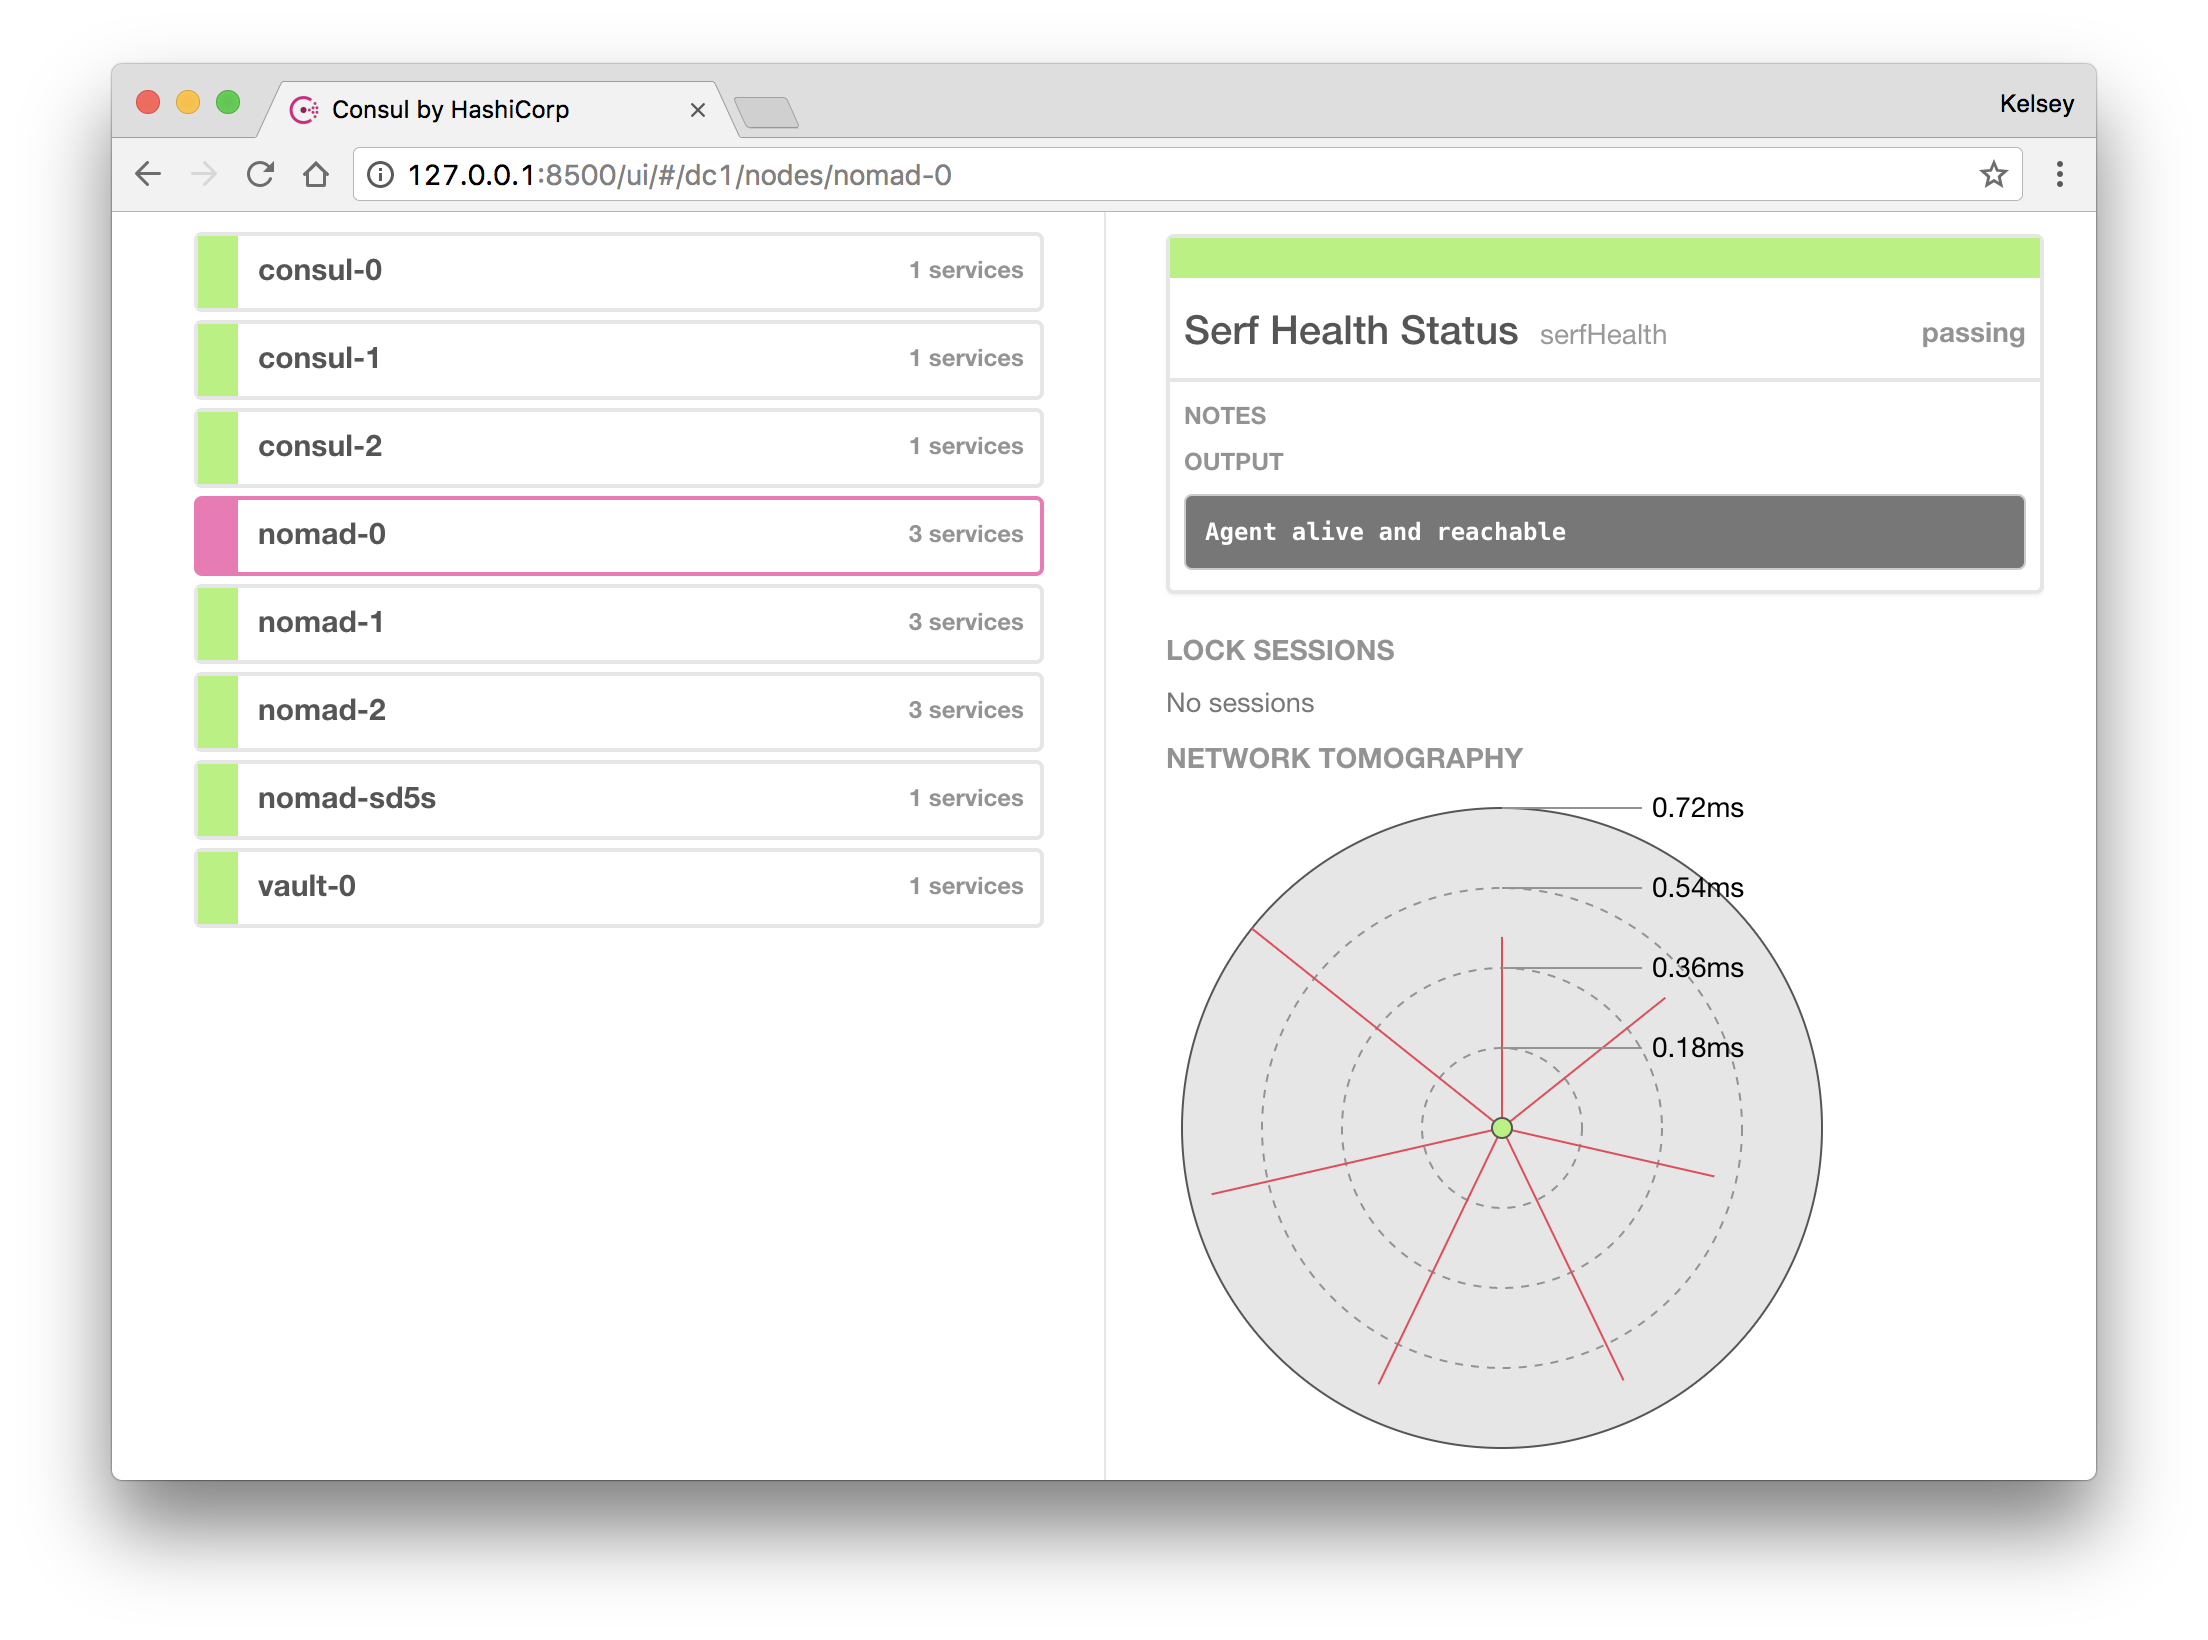 Consul by HashiCorp
Kelsey
127.0.0.1:8500/ui/#/dc1/nodes/nomad-0
consul-0 1 services
consul-1 1 services
consul-2 1 services
nomad-0 3 services
nomad-1 3 services
nomad-2 3 services
nomad-sd5s 1 services
vault-0 1 services
Serf Health Status serfHealth passing
NOTES
OUTPUT
Agent alive and reachable
LOCK SESSIONS
No sessions
NETWORK TOMOGRAPHY
0.72ms
0.54ms
0.36ms
0.18ms